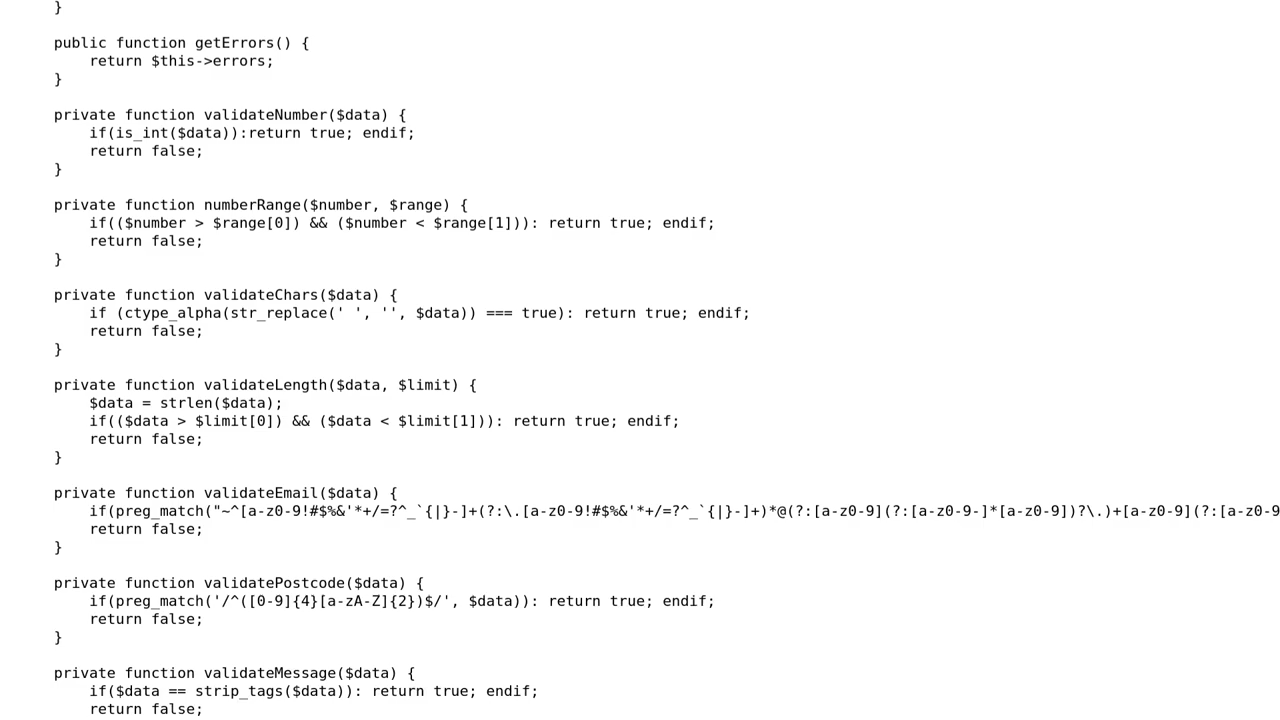 }
public function getErrors() {
return $this->errors;
}
private function validateNumber($data) {
if(is_int($data)):return true; endif;
return false;
}
private function numberRange($number, $range) {
if(($number > $range[0]) && ($number < $range[1])): return true; endif;
return false;
}
private function validateChars($data) {
if (ctype_alpha(str_replace(' ', '', $data)) === true): return true; endif;
return false;
}
private function validateLength($data, $limit) {
$data = strlen($data);
if(($data > $limit[0]) && ($data < $limit[1])): return true; endif;
return false;
}
private function validateEmail($data) {
if(preg_match("~^[a-z0-9!#$%&'*+/=?^_`{|}-]+(?:\.[a-z0-9!#$%&'*+/=?^_`{|}-]+)*@(?:[a-z0-9](?:[a-z0-9-]*[a-z0-9])?\.)+[a-z0-9](?:[a-z0-9
return false;
}
private function validatePostcode($data) {
if(preg_match('/^([0-9]{4}[a-zA-Z]{2})$/', $data)): return true; endif;
return false;
}
private function validateMessage($data) {
if($data == strip_tags($data)): return true; endif;
return false;